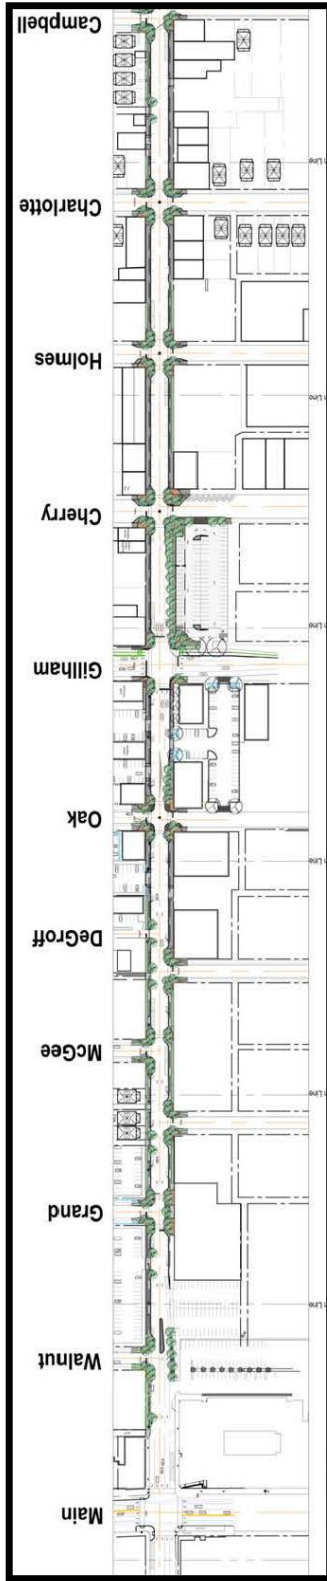 Campbell
Charlotte
Holmes
Cherry
Gillham
Oak
DeGroff
McGee
Grand
Walnut
Main